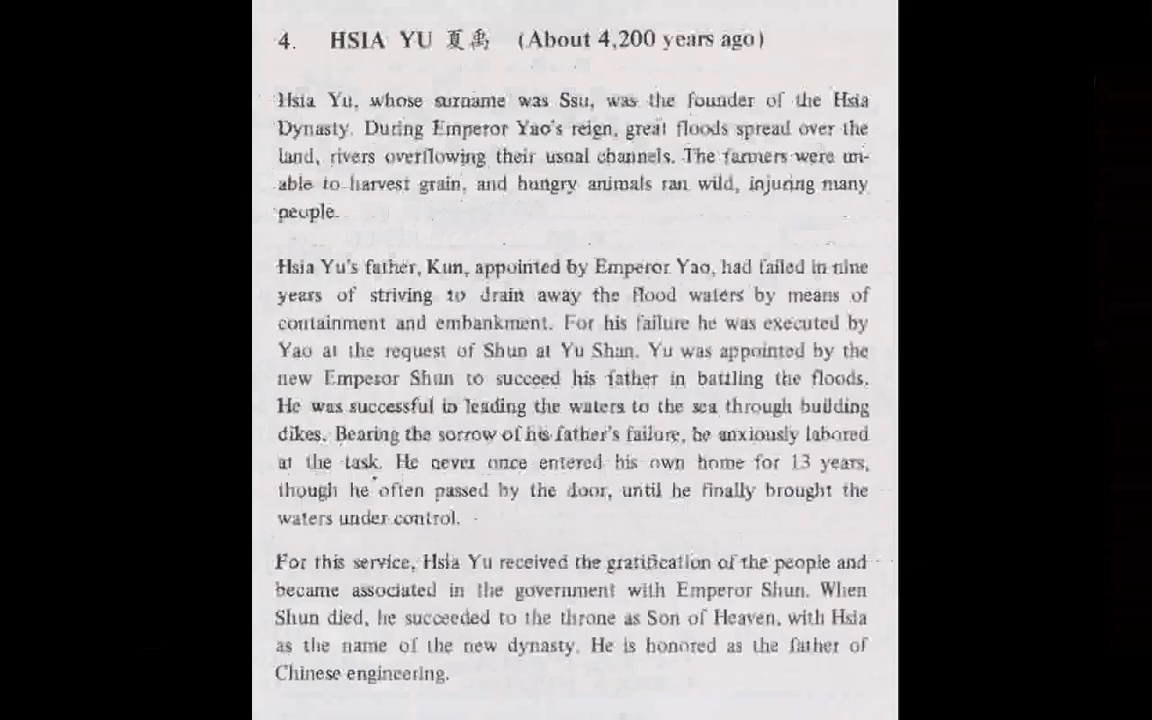 4. HSIA YU 夏禹 (About 4,200 years ago)
Hsia Yu, whose surname was Ssu, was the founder of the Hsia
Dynasty. During Emperor Yao's reign, great floods spread over the
land, rivers overflowing their usual channels. The farmers were un-
able to harvest grain, and hungry animals ran wild, injuring many
people.
Hsia Yu's father, Kun, appointed by Emperor Yao, had failed in nine
years of striving to drain away the flood waters by means of
containment and embankment. For his failure he was executed by
Yao at the request of Shun at Yu Shan. Yu was appointed by the
new Emperor Shun to succeed his father in battling the floods.
He was successful in leading the waters to the sea through building
dikes. Bearing the sorrow of his father's failure, he anxiously labored
at the task. He never once entered his own home for 13 years,
though he often passed by the door, until he finally brought the
waters under control.
For this service, Hsia Yu received the gratification of the people and
became associated in the government with Emperor Shun. When
Shun died, he succeeded to the throne as Son of Heaven, with Hsia
as the name of the new dynasty. He is honored as the father of
Chinese engineering.